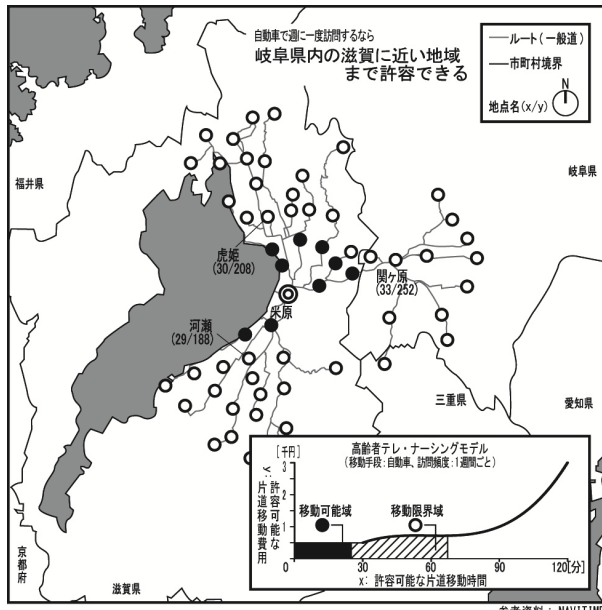 自動車で週に一度訪問するなら
岐阜県内の滋賀に近い地域
まで許容できる
ルート(一般道)
市町村境界
地点名(x/y)
N
福井県
岐阜県
虎姫
(30/208)
関ヶ原
(33/252)
米原
河瀬
(29/188)
三重県
愛知県
京都府
滋賀県
高齢者テレ・ナーシングモデル
(移動手段:自動車、訪問頻度:1週間ごと)
[千円]
3
2
1
y:許容可能な
片道移動費用
移動可能域
移動限界域
0
30
60
90
120[分]
x: 許容可能な片道移動時間
参考資料:NAVITIME